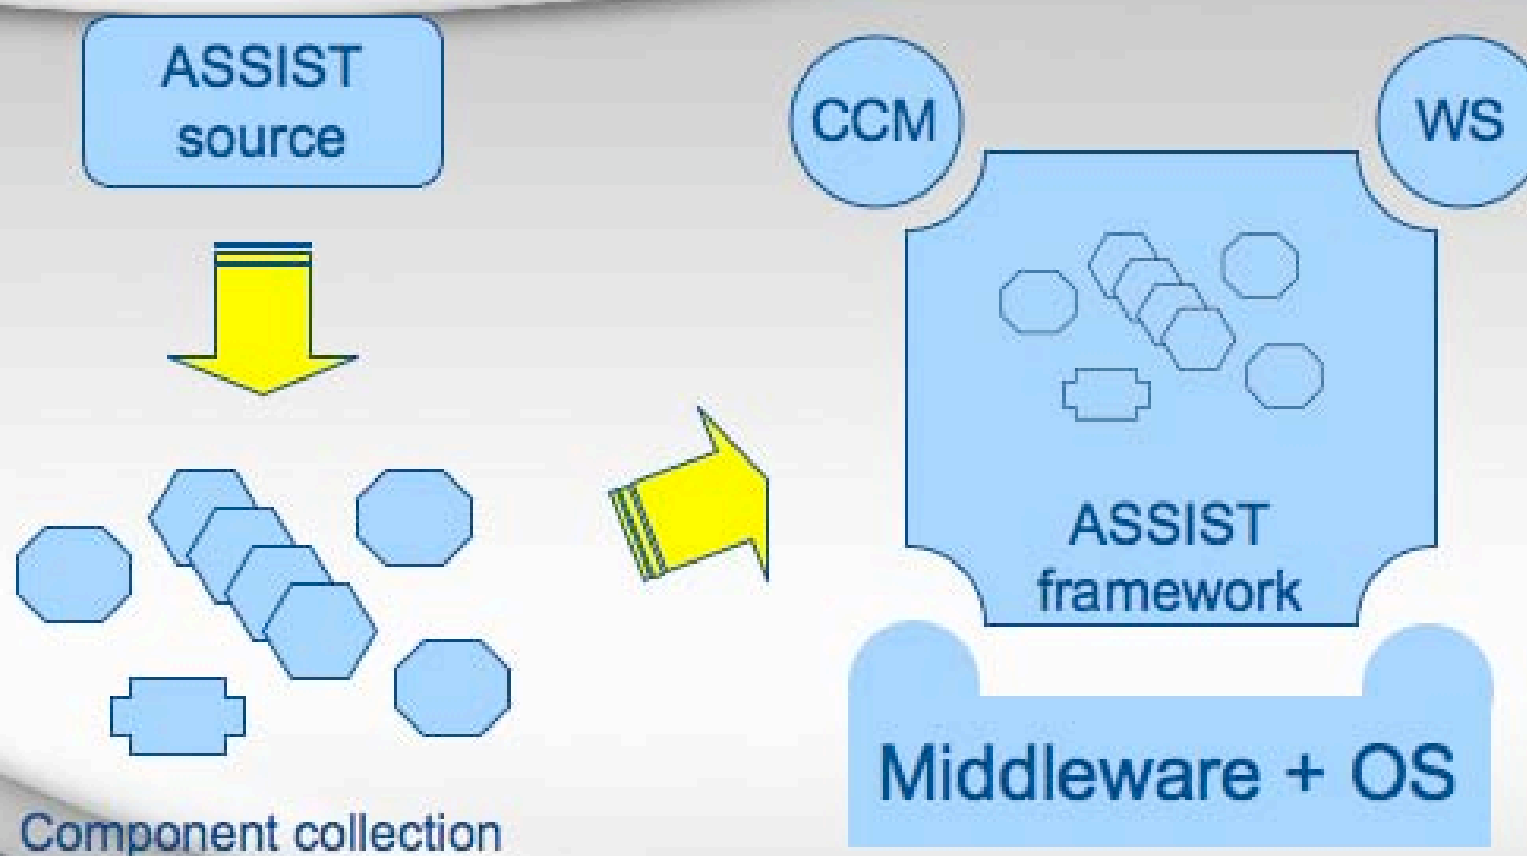 ASSIST
source
CCM
WS
ASSIST
framework
Middleware + OS
Component collection